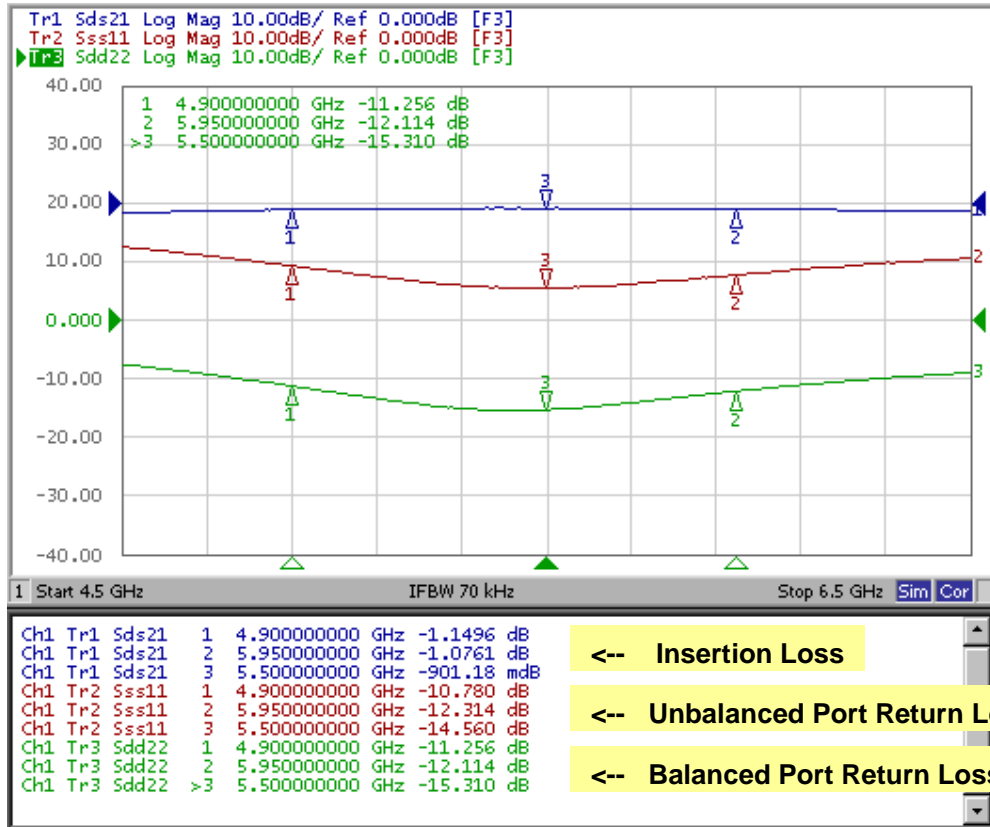 Tr1 Sds21 Log Mag 10.00dB/ Ref 0.000dB [F3]
Tr2 Sss11 Log Mag 10.00dB/ Ref 0.000dB [F3]
Tr3 Sdd22 Log Mag 10.00dB/ Ref 0.000dB [F3]
40.00
1 4.900000000 GHz -11.256 dB
2 5.950000000 GHz -12.114 dB
30.00
>3 5.500000000 GHz -15.310 dB
3
20.00
1
1
2
10.00
3
2
1
2
0.000
-10.00
3
3
1
2
-20.00
-30.00
-40.00
1 Start 4.5 GHz IFBW 70 kHz Stop 6.5 GHz Sim Cor
Ch1 Tr1 Sds21 1 4.900000000 GHz -1.1496 dB
Ch1 Tr1 Sds21 2 5.950000000 GHz -1.0761 dB
<-- Insertion Loss
Ch1 Tr1 Sds21 3 5.500000000 GHz -901.18 mdB
Ch1 Tr2 Sss11 1 4.900000000 GHz -10.780 dB
Ch1 Tr2 Sss11 2 5.950000000 GHz -12.314 dB
<-- Unbalanced Port Return L
Ch1 Tr2 Sss11 3 5.500000000 GHz -14.560 dB
Ch1 Tr3 Sdd22 1 4.900000000 GHz -11.256 dB
Ch1 Tr3 Sdd22 2 5.950000000 GHz -12.114 dB
<-- Balanced Port Return Loss
Ch1 Tr3 Sdd22 >3 5.500000000 GHz -15.310 dB